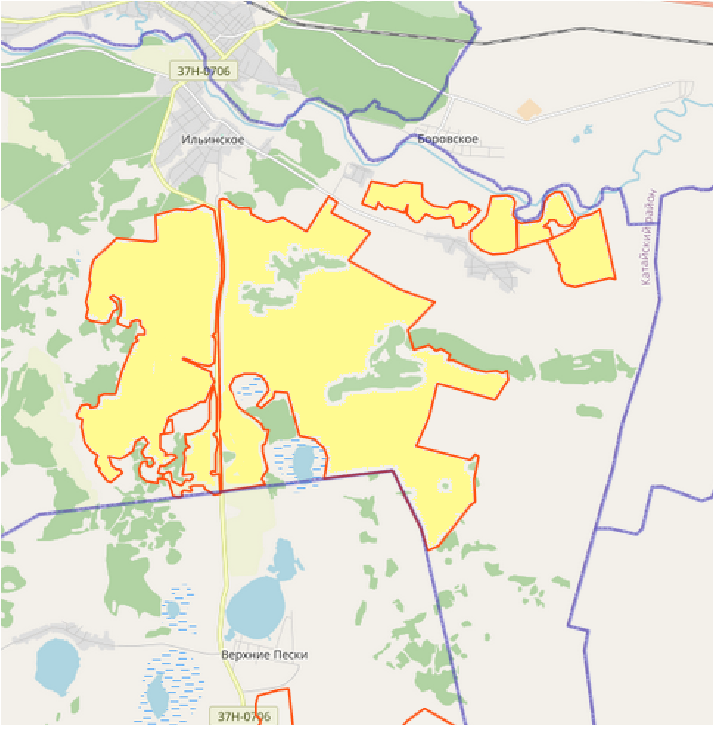 37Н-0706
Ильинское
Боровское
Катайский район
Верхние Пески
37Н-0706